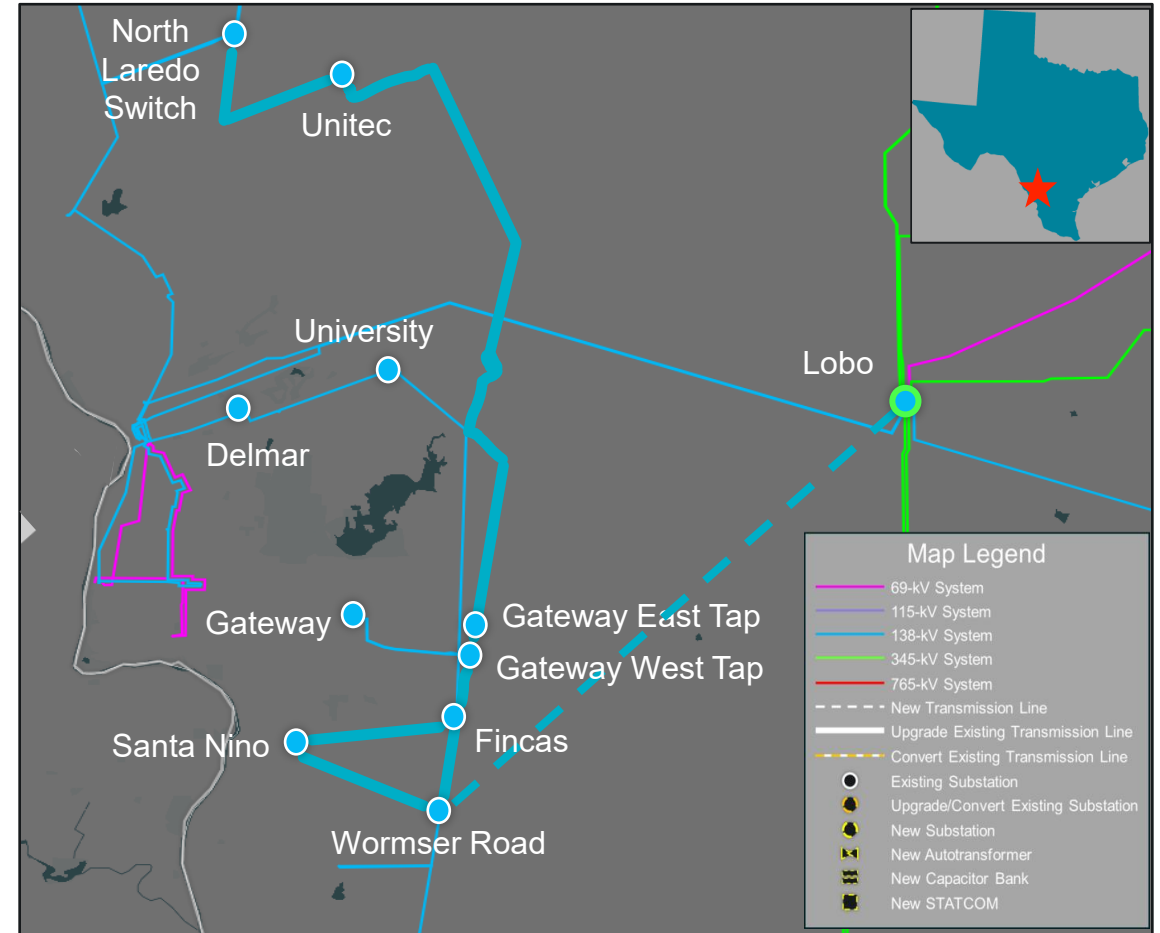 North
Laredo
Switch
Unitec
University
Lobo
Delmar
Gateway
Gateway East Tap
Gateway West Tap
Santa Nino
Fincas
Wormser Road
Map Legend
69-kV System
115-kV System
138-kV System
345-kV System
765-kV System
New Transmission Line
Upgrade Existing Transmission Line
Convert Existing Transmission Line
Existing Substation
Upgrade/Convert Existing Substation
New Substation
New Autotransformer
New Capacitor Bank
New STATCOM